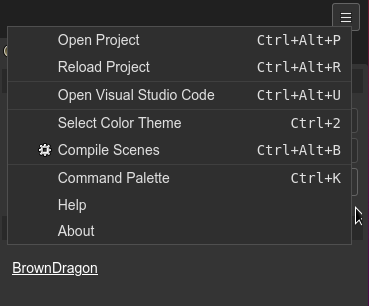 Open Project Ctrl+Alt+P
Reload Project Ctrl+Alt+R
Open Visual Studio Code Ctrl+Alt+U
Select Color Theme Ctrl+2
Compile Scenes Ctrl+Alt+B
Command Palette Ctrl+K
Help
About
BrownDragon